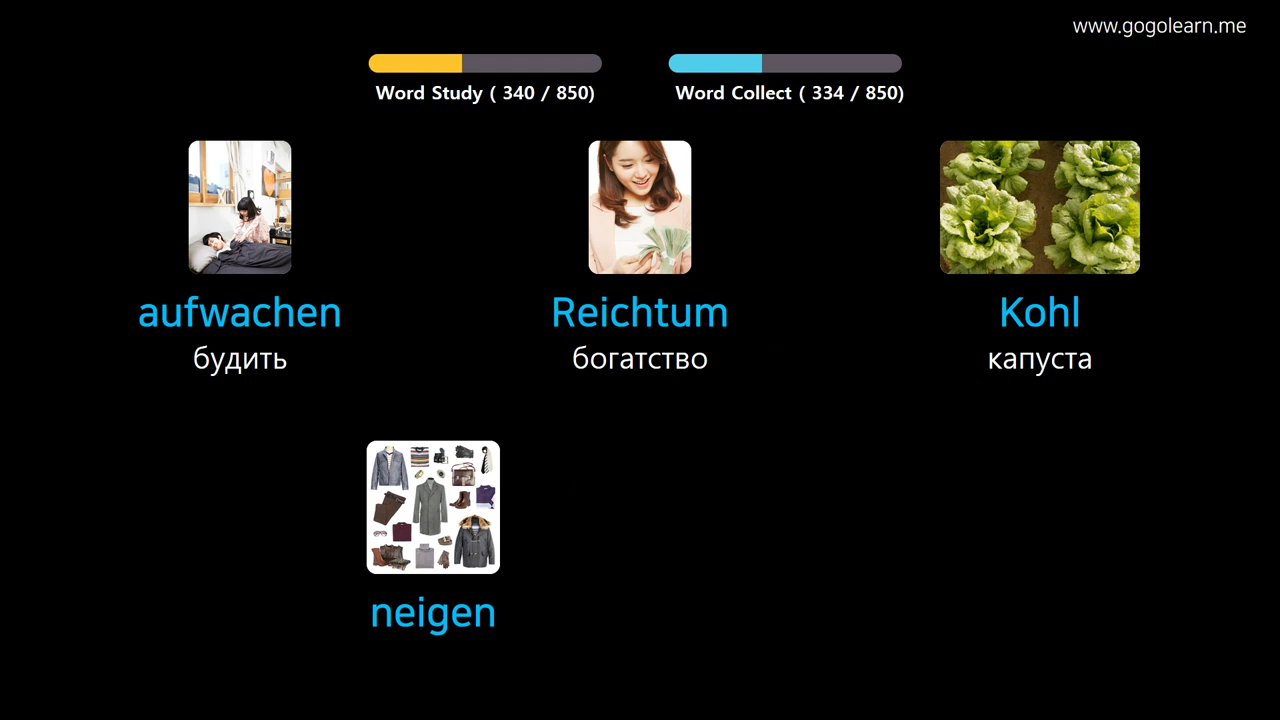 www.gogolearn.me
Word Study ( 340 / 850)
Word Collect ( 334 / 850)
aufwachen
будить
Reichtum
богатство
Kohl
капуста
neigen